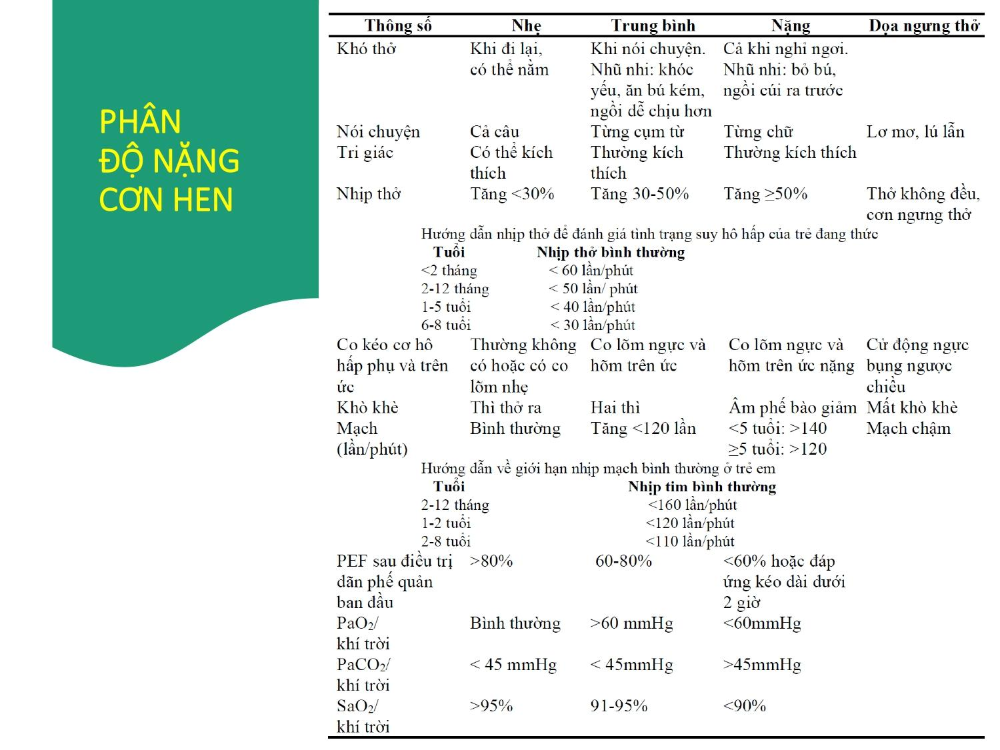 PHÂN
ĐỘ NẶNG
CƠN HEN
Thông số Nhẹ Trung bình Nặng Dọa ngưng thở
Khó thở Khi đi lại, Khi nói chuyện. Cả khi nghỉ ngơi.
có thể nằm Nhũ nhi: khóc Nhũ nhi: bỏ bú,
yếu, ăn bú kém, ngồi cúi ra trước
ngồi dễ chịu hơn
Nói chuyện Cả câu Từng cụm từ Từng chữ Lơ mơ, lú lẫn
Tri giác Có thể kích Thường kích Thường kích thích
thích thích
Nhịp thở Tăng <30% Tăng 30-50% Tăng ≥50% Thở không đều,
cơn ngưng thở
Hướng dẫn nhịp thở để đánh giá tình trạng suy hô hấp của trẻ đang thức
Tuổi Nhịp thở bình thường
<2 tháng < 60 lần/phút
2-12 tháng < 50 lần/ phút
1-5 tuổi < 40 lần/phút
6-8 tuổi < 30 lần/phút
Co kéo cơ hô Thường không Co lõm ngực và Co lõm ngực và Cử động ngực
hấp phụ và trên có hoặc có co hõm trên ức hõm trên ức nặng bụng ngược
ức lõm nhẹ chiều
Khò khè Thì thở ra Hai thì Âm phế bào giảm Mất khò khè
Mạch Bình thường Tăng <120 lần <5 tuổi: >140 Mạch chậm
(lần/phút) ≥5 tuổi: >120
Hướng dẫn về giới hạn nhịp mạch bình thường ở trẻ em
Tuổi Nhịp tim bình thường
2-12 tháng <160 lần/phút
1-2 tuổi <120 lần/phút
2-8 tuổi <110 lần/phút
PEF sau điều trị >80% 60-80% <60% hoặc đáp
dãn phế quản ứng kéo dài dưới
ban đầu 2 giờ
PaO₂/ Bình thường >60 mmHg <60mmHg
khí trời
PaCO₂/ < 45 mmHg < 45mmHg >45mmHg
khí trời
SaO₂/ >95% 91-95% <90%
khí trời